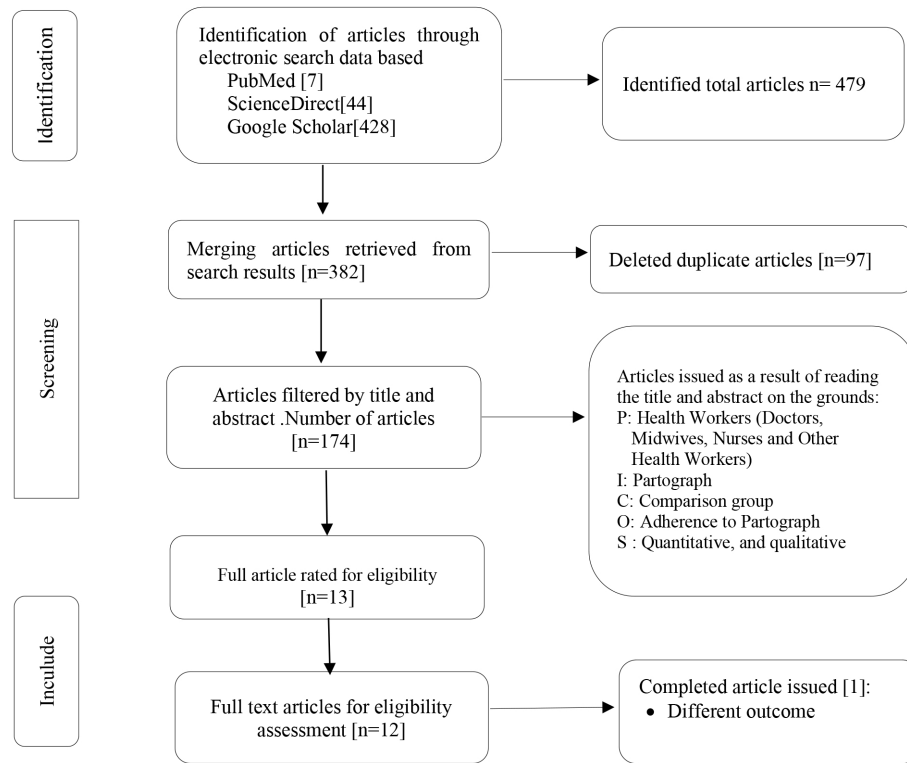 Identification
Identification of articles through
electronic search data based
PubMed [7]
ScienceDirect[44]
Google Scholar[428]
Identified total articles n= 479
Screening
Merging articles retrieved from
search results [n=382]
Deleted duplicate articles [n=97]
Articles filtered by title and
abstract .Number of articles
[n=174]
Articles issued as a result of reading
the title and abstract on the grounds:
P: Health Workers (Doctors,
Midwives, Nurses and Other
Health Workers)
I: Partograph
C: Comparison group
O: Adherence to Partograph
S : Quantitative, and qualitative
Full article rated for eligibility
[n=13]
Inculude
Full text articles for eligibility
assessment [n=12]
Completed article issued [1]:
• Different outcome